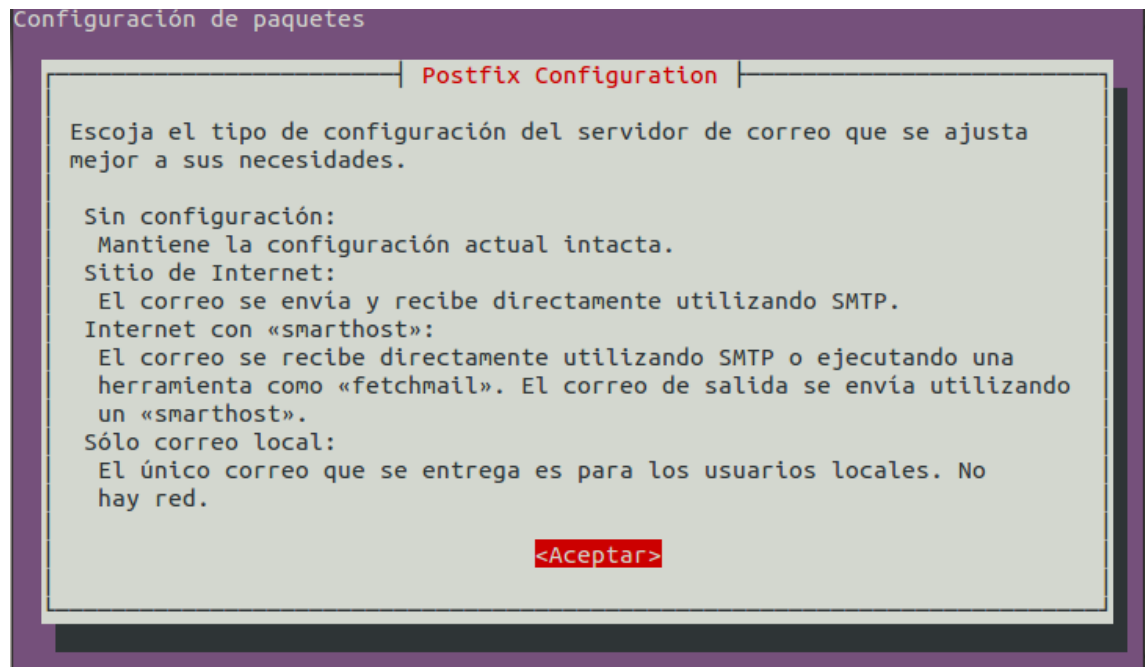 Configuración de paquetes
Postfix Configuration
Escoja el tipo de configuración del servidor de correo que se ajusta
mejor a sus necesidades.
Sin configuración:
Mantiene la configuración actual intacta.
Sitio de Internet:
El correo se envía y recibe directamente utilizando SMTP.
Internet con «smarthost»:
El correo se recibe directamente utilizando SMTP o ejecutando una
herramienta como «fetchmail». El correo de salida se envía utilizando
un «smarthost».
Sólo correo local:
El único correo que se entrega es para los usuarios locales. No
hay red.
<Aceptar>